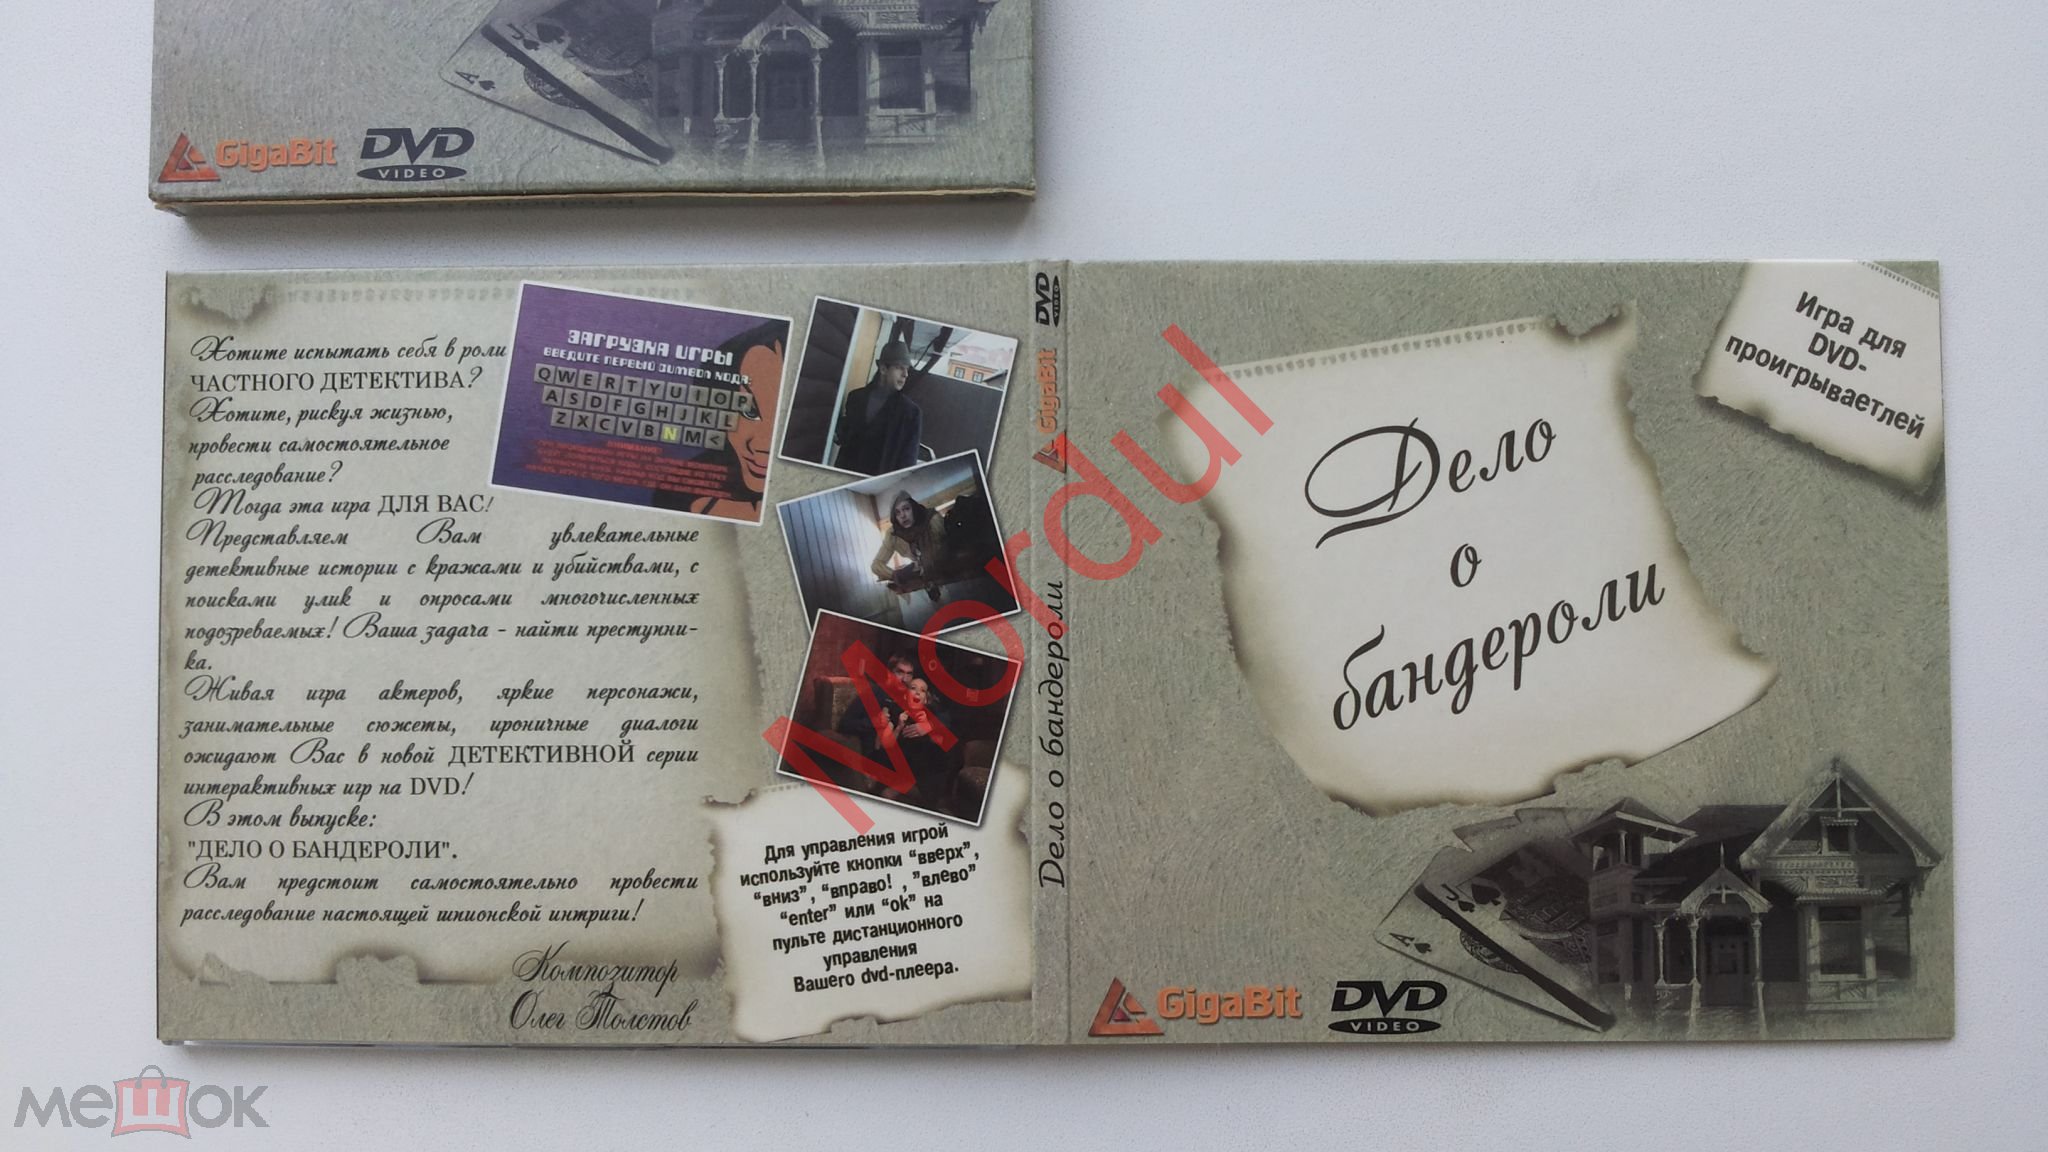 GigaBit
DVD
VIDEO
Хотите испытать себя в роли
ЧАСТНОГО ДЕТЕКТИВА?
Хотите, рискуя жизнью,
провести самостоятельное
расследование?
Тогда эта игра ДЛЯ ВАС!
Представляем Вам увлекательные
детективные истории с кражами и убийствами, с
поисками улик и опросами многочисленных
подозреваемых! Ваша задача - найти преступни-
ка.
Живая игра актеров, яркие персонажи,
занимательные сюжеты, ироничные диалоги
ожидают Вас в новой ДЕТЕКТИВНОЙ серии
интерактивных игр на DVD!
В этом выпуске:
"ДЕЛО О БАНДЕРОЛИ".
Вам предстоит самостоятельно провести
расследование настоящей шпионской интриги!
Композитор
Олег Толстов
ЗАГРУЗКА ИГРЫ
ВВЕДИТЕ ПЕРВЫЙ СИМВОЛ КОДА:
QWERTYUIOP
ASDFGHJKL
ZXCVBNM<
ВНИМАНИЕ!
Для управления игрой
используйте кнопки "вверх",
"вниз", "вправо! , "влево"
"enter" или "ok" на
пульте дистанционного
управления
Вашего dvd-плеера.
DVD
VIDEO
GigaBit
Дело о бандероли
Игра для
DVD-
проигрываетлей
Дело
о
бандероли
J
A
GigaBit
DVD
VIDEO
Mordul
мешок